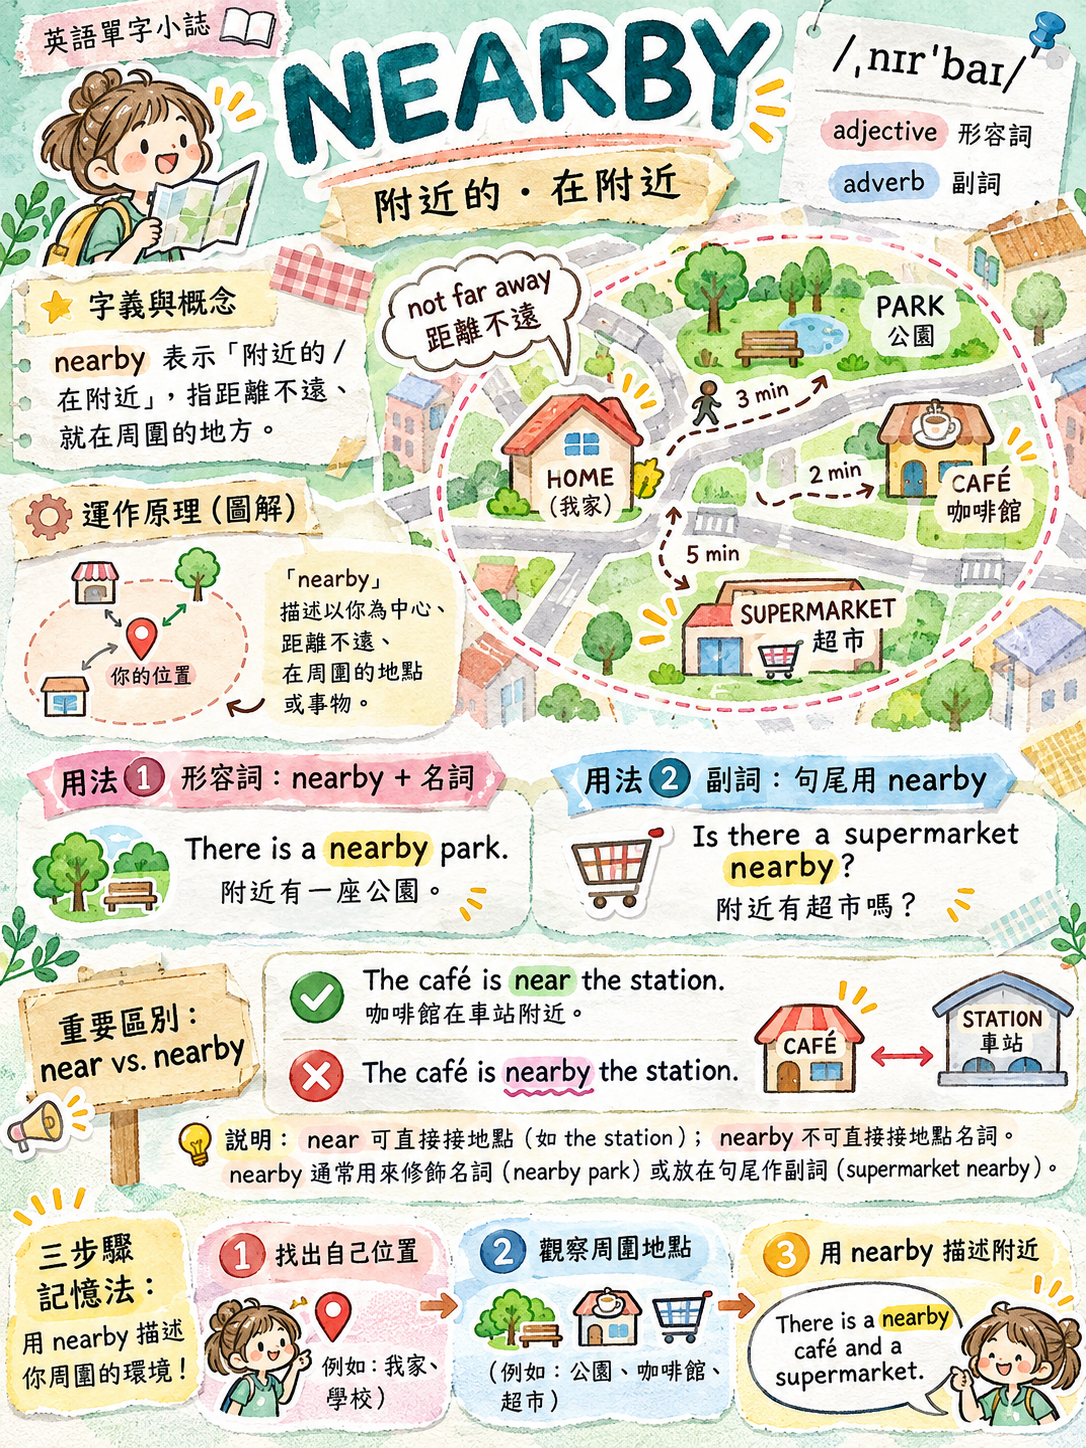 英語單字小誌
NEARBY
附近的・在附近
/ˌnɪrˈbaɪ/
adjective 形容詞
adverb 副詞
字義與概念
nearby 表示「附近的 /
在附近」，指距離不遠、
就在周圍的地方。
not far away
距離不遠
PARK
公園
3 min
HOME
(我家)
2 min
CAFÉ
咖啡館
5 min
SUPERMARKET
超市
運作原理 (圖解)
你的位置
「nearby」
描述以你為中心、
距離不遠、
在周圍的地點
或事物。
用法 1 形容詞：nearby + 名詞
There is a nearby park.
附近有一座公園。
用法 2 副詞：句尾用 nearby
Is there a supermarket
nearby?
附近有超市嗎？
重要區別：
near vs. nearby
The café is near the station.
咖啡館在車站附近。
The café is nearby the station.
CAFÉ
STATION
車站
說明： near 可直接接地點 (如 the station)； nearby 不可直接接地點名詞。
nearby 通常用來修飾名詞 (nearby park) 或放在句尾作副詞 (supermarket nearby)。
三步驟
記憶法：
用 nearby 描述
你周圍的環境！
1 找出自己位置
例如：我家、
學校)
2 觀察周圍地點
(例如：公園、咖啡館、
超市)
3 用 nearby 描述附近
There is a nearby
café and a
supermarket.